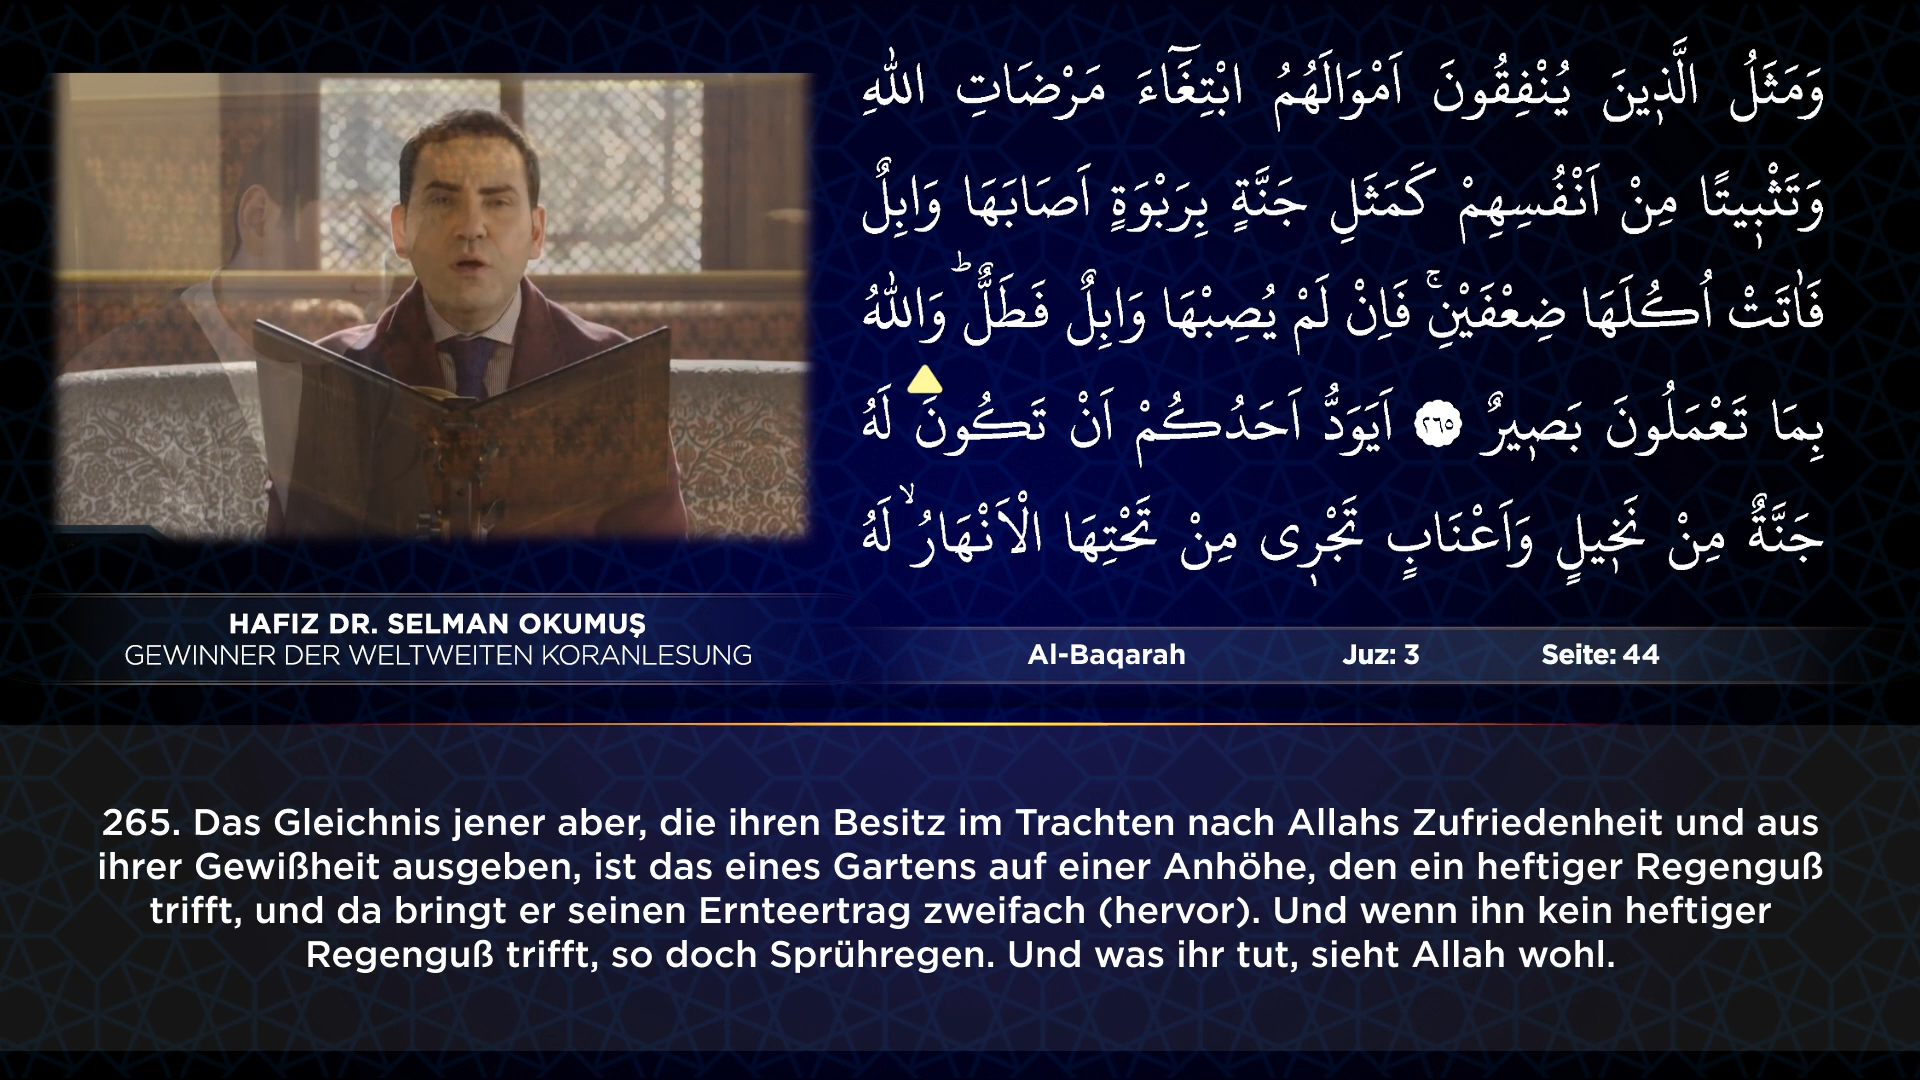 وَمَثَلُ الَّذ۪ينَ يُنْفِقُونَ اَمْوَالَهُمُ ابْتِغَٓاءَ مَرْضَاتِ اللّٰهِ
وَتَثْب۪يتًا مِنْ اَنْفُسِهِمْ كَمَثَلِ جَنَّةٍ بِرَبْوَةٍ اَصَابَهَا وَابِلٌ
فَاٰتَتْ اُكُلَهَا ضِعْفَيْنِۚ فَاِنْ لَمْ يُصِبْهَا وَابِلٌ فَطَلٌّۜ وَاللّٰهُ
بِمَا تَعْمَلُونَ بَص۪يرٌ ﴿٢٦٥﴾ اَيَوَدُّ اَحَدُكُمْ اَنْ تَكُونَ لَهُ
جَنَّةٌ مِنْ نَخ۪يلٍ وَاَعْنَابٍ تَجْر۪ى مِنْ تَحْتِهَا الْاَنْهَارُۙ لَهُ
HAFIZ DR. SELMAN OKUMUŞ
GEWINNER DER WELTWEITEN KORANLESUNG
Al-Baqarah Juz: 3 Seite: 44
265. Das Gleichnis jener aber, die ihren Besitz im Trachten nach Allahs Zufriedenheit und aus
ihrer Gewißheit ausgeben, ist das eines Gartens auf einer Anhöhe, den ein heftiger Regenguß
trifft, und da bringt er seinen Ernteertrag zweifach (hervor). Und wenn ihn kein heftiger
Regenguß trifft, so doch Sprühregen. Und was ihr tut, sieht Allah wohl.